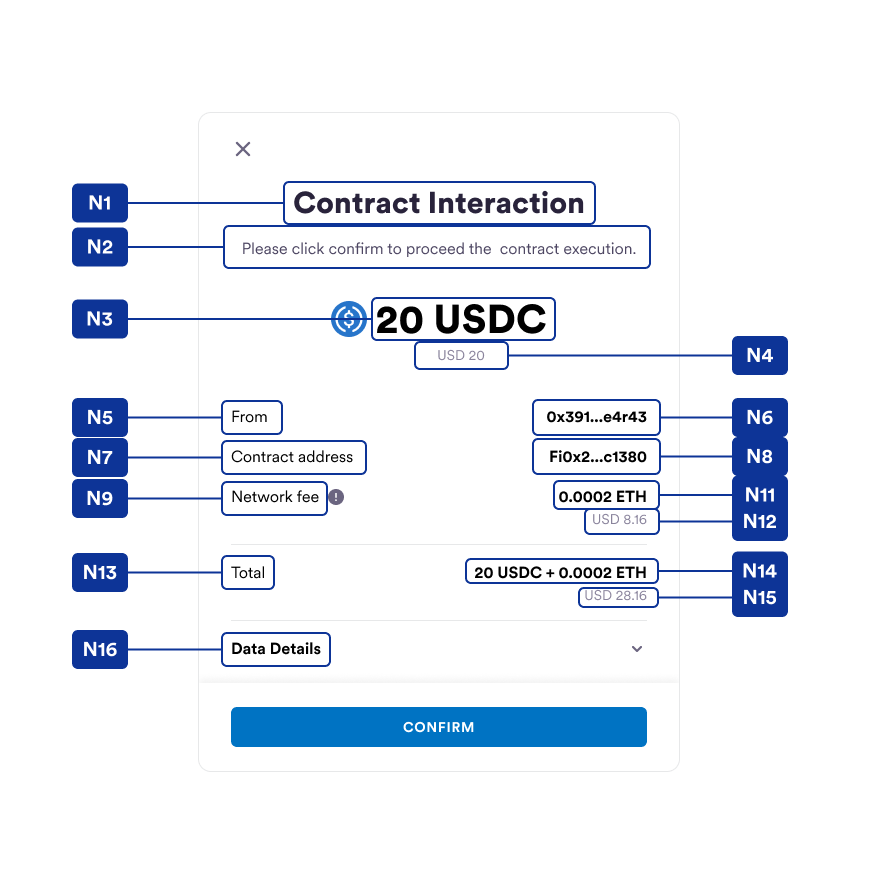 N1
Contract Interaction
N2
Please click confirm to proceed the  contract execution.
N3
20 USDC
USD 20
N4
N5
From
0x391...e4r43
N6
N7
Contract address
Fi0x2...c1380
N8
N9
Network fee
!
0.0002 ETH
N11
USD 8.16
N12
N13
Total
20 USDC + 0.0002 ETH
N14
USD 28.16
N15
N16
Data Details
CONFIRM